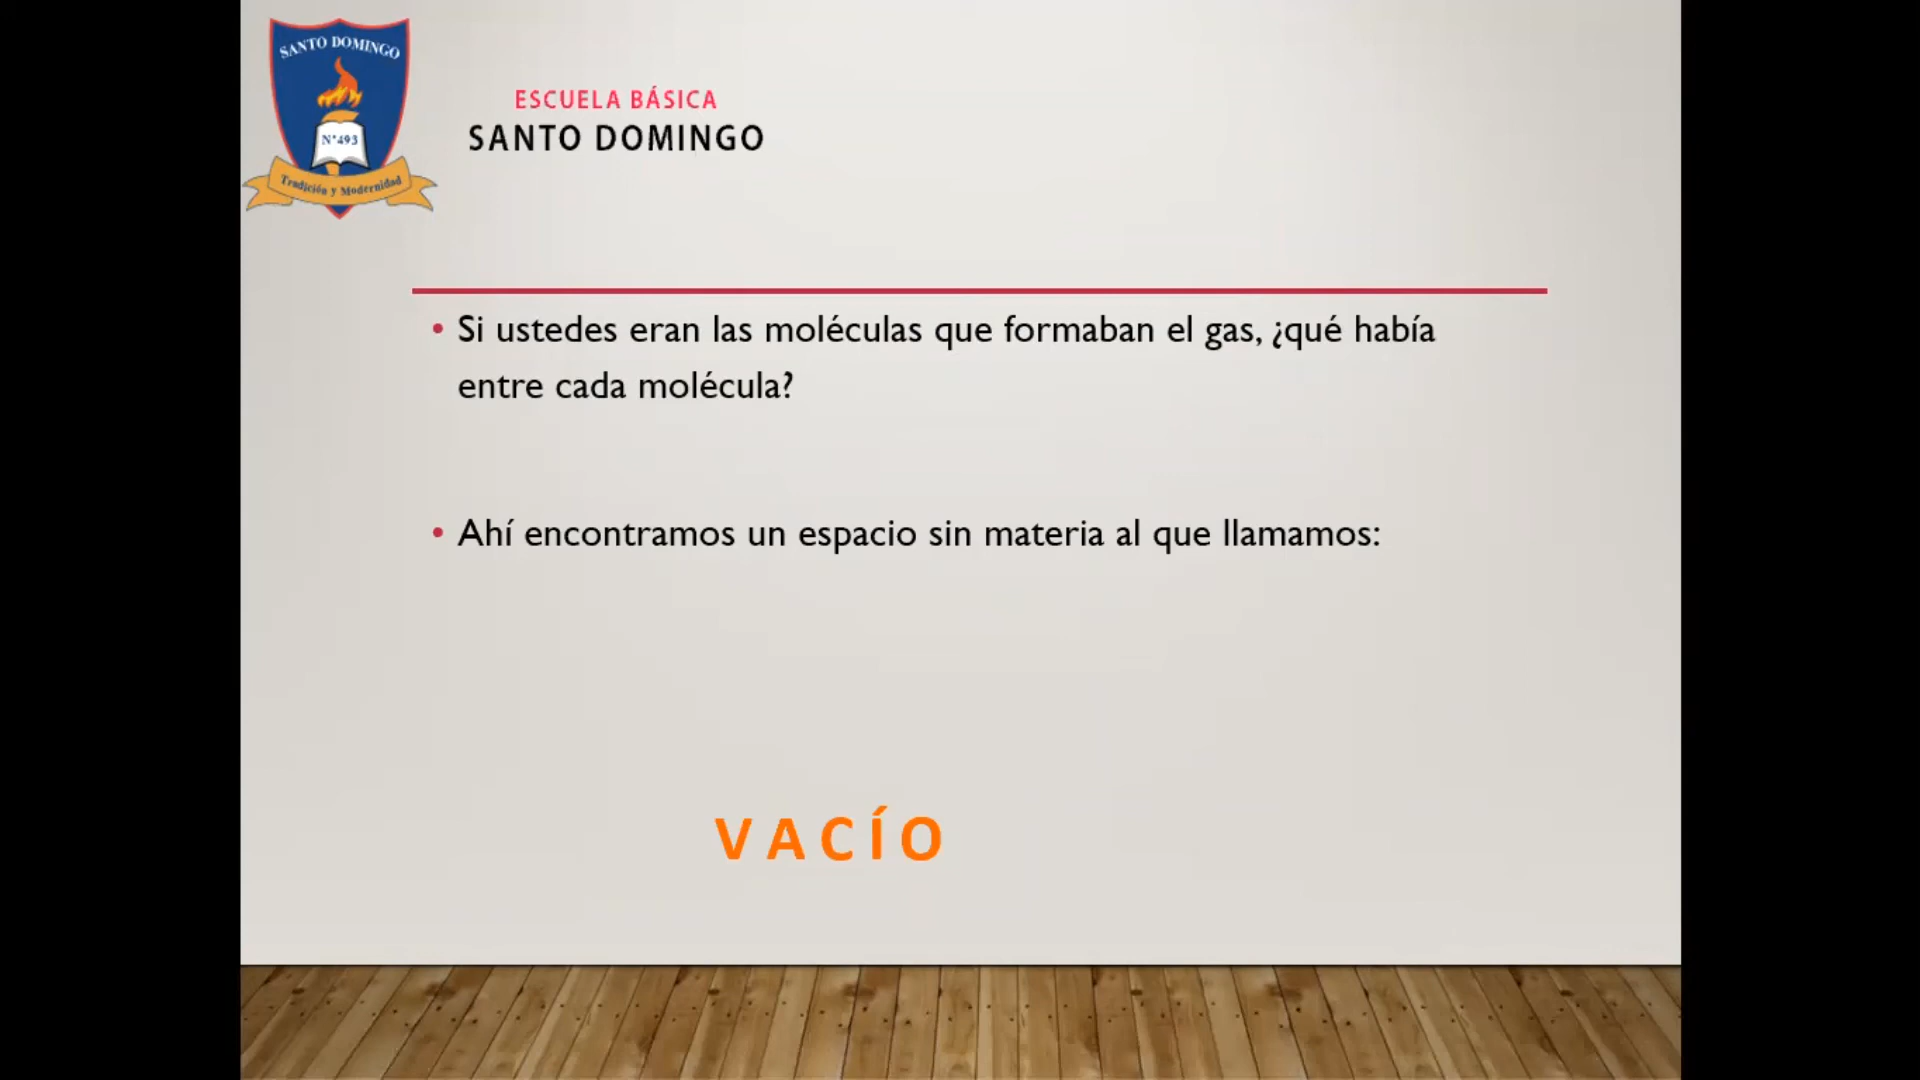 SANTO DOMINGO
N°493
Tradición y Modernidad
ESCUELA BÁSICA
SANTO DOMINGO
• Si ustedes eran las moléculas que formaban el gas, ¿qué había
entre cada molécula?
• Ahí encontramos un espacio sin materia al que llamamos:
VACÍO